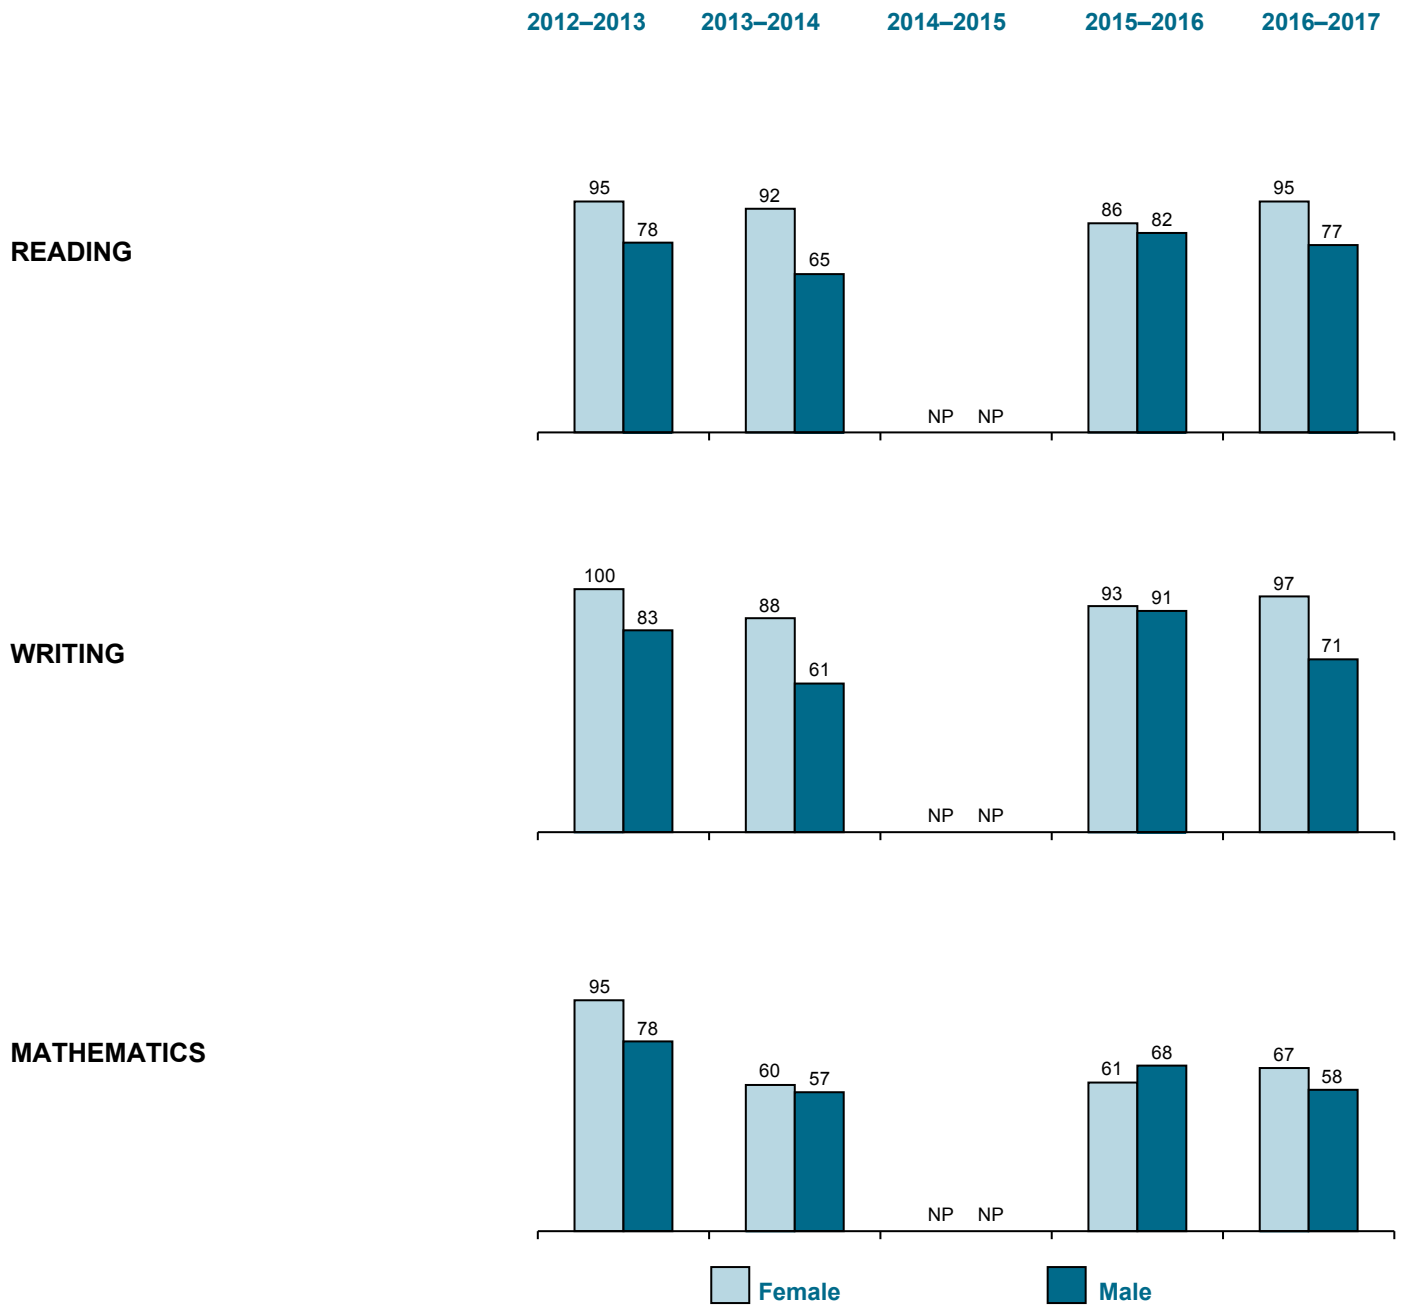 2012–2013 2013–2014 2014–2015 2015–2016 2016–2017
READING
95 78 92 65 NP NP 86 82 95 77
WRITING
100 83 88 61 NP NP 93 91 97 71
MATHEMATICS
95 78 60 57 NP NP 61 68 67 58
Female Male